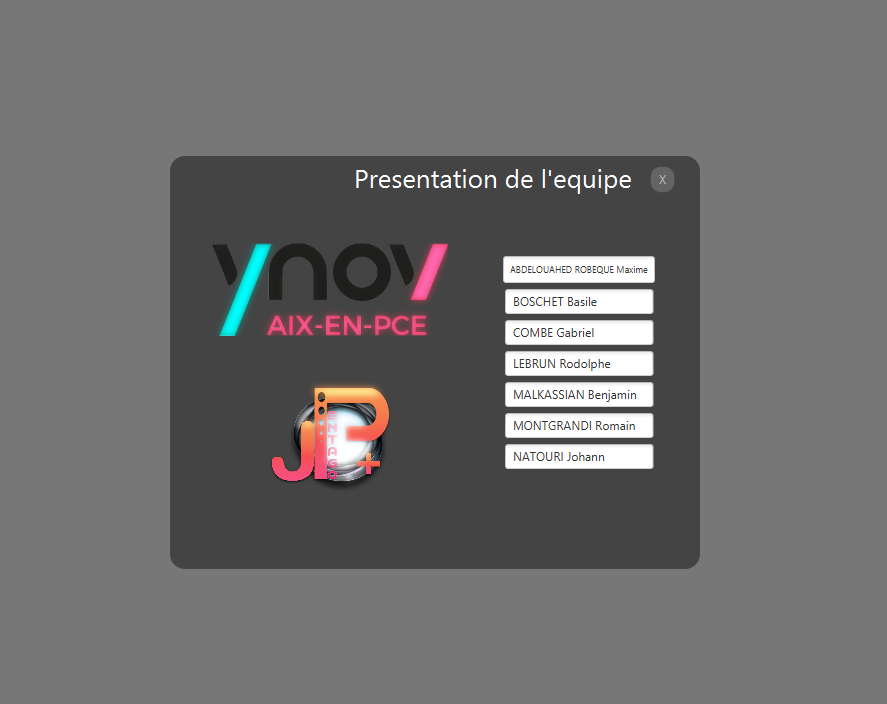 Presentation de l'equipe
X
ynov
AIX-EN-PCE
ABDELOUAHED ROBEQUE Maxime
BOSCHET Basile
COMBE Gabriel
LEBRUN Rodolphe
MALKASSIAN Benjamin
MONTGRANDI Romain
NATOURI Johann
JP+
ENTAGO